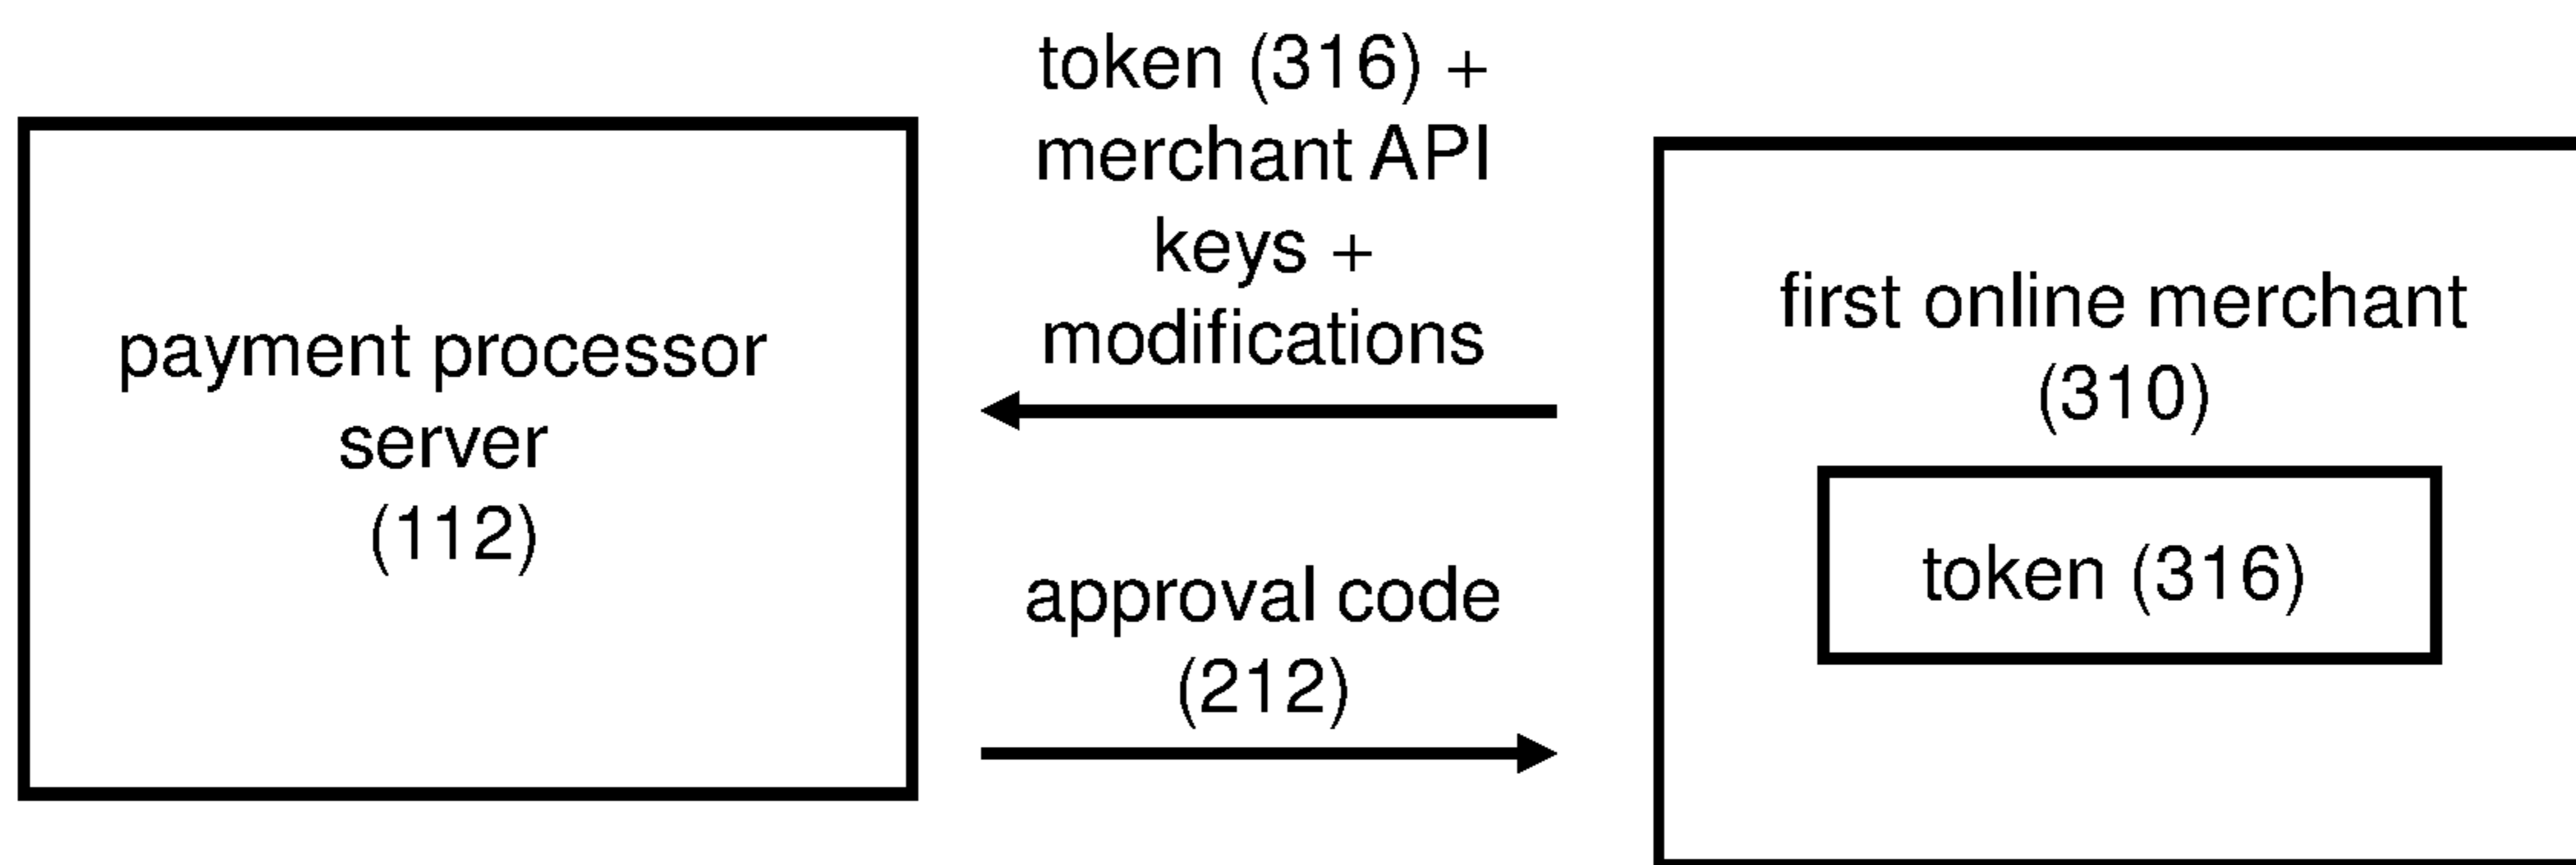 payment processor
server
(112)
token (316) +
merchant API
keys +
modifications
approval code
(212)
first online merchant
(310)
token (316)